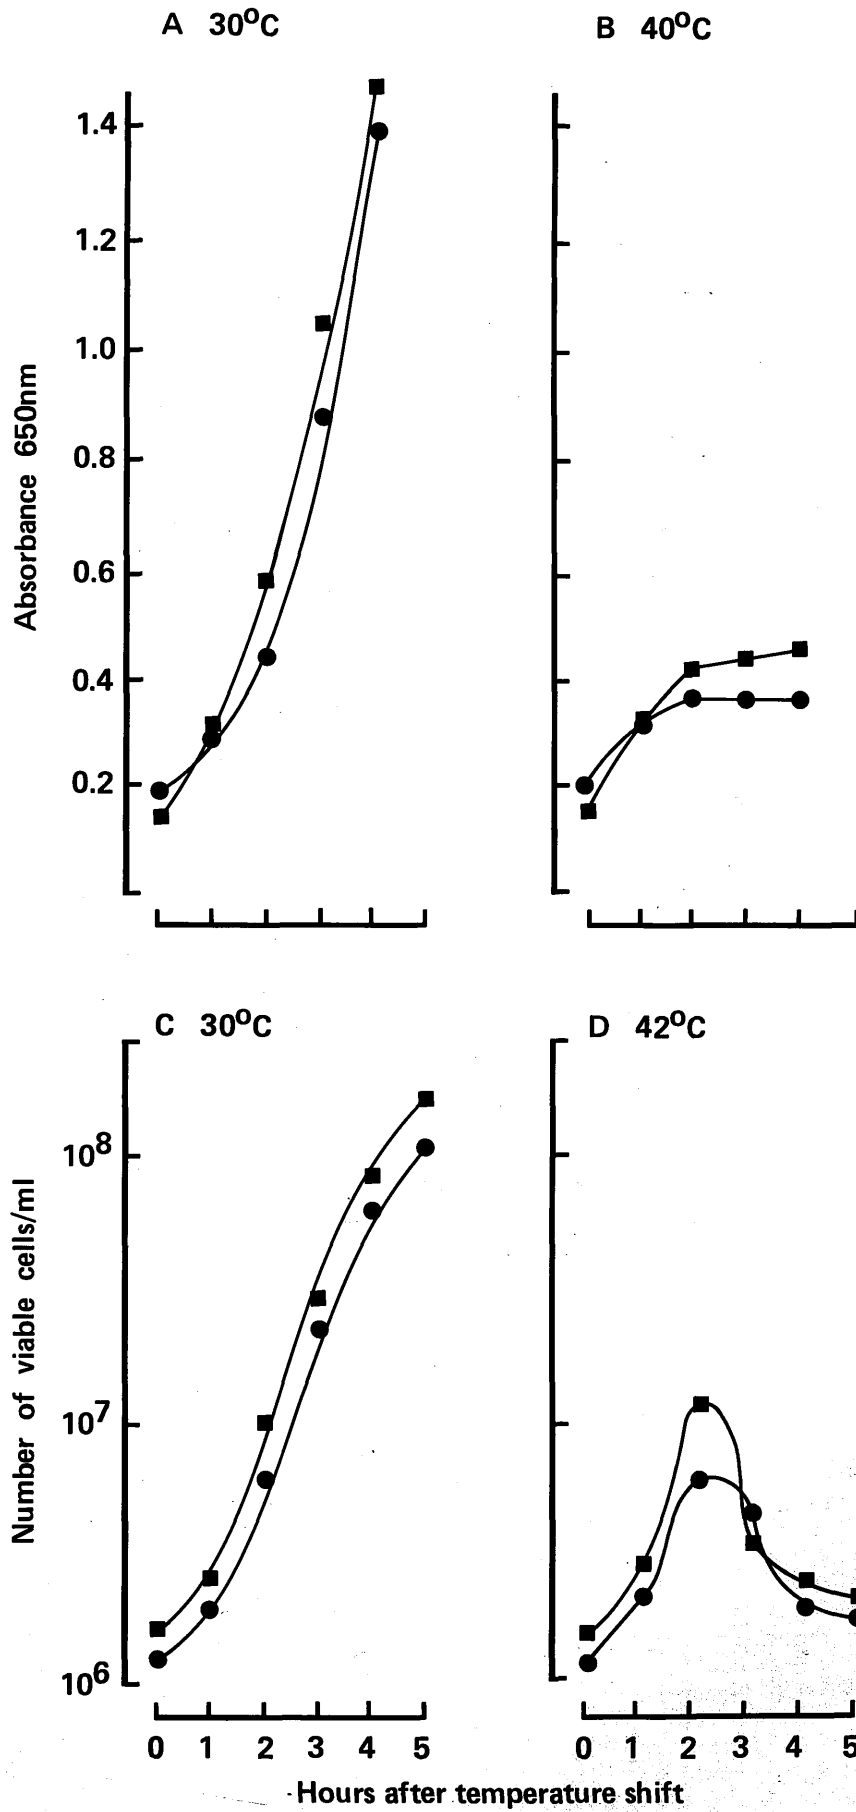 A 30°C
B 40°C
Absorbance 650nm
1.4
1.2
1.0
0.8
0.6
0.4
0.2
C 30°C
D 42°C
Number of viable cells/ml
10⁸
10⁷
10⁶
0 1 2 3 4 5
0 1 2 3 4 5
Hours after temperature shift